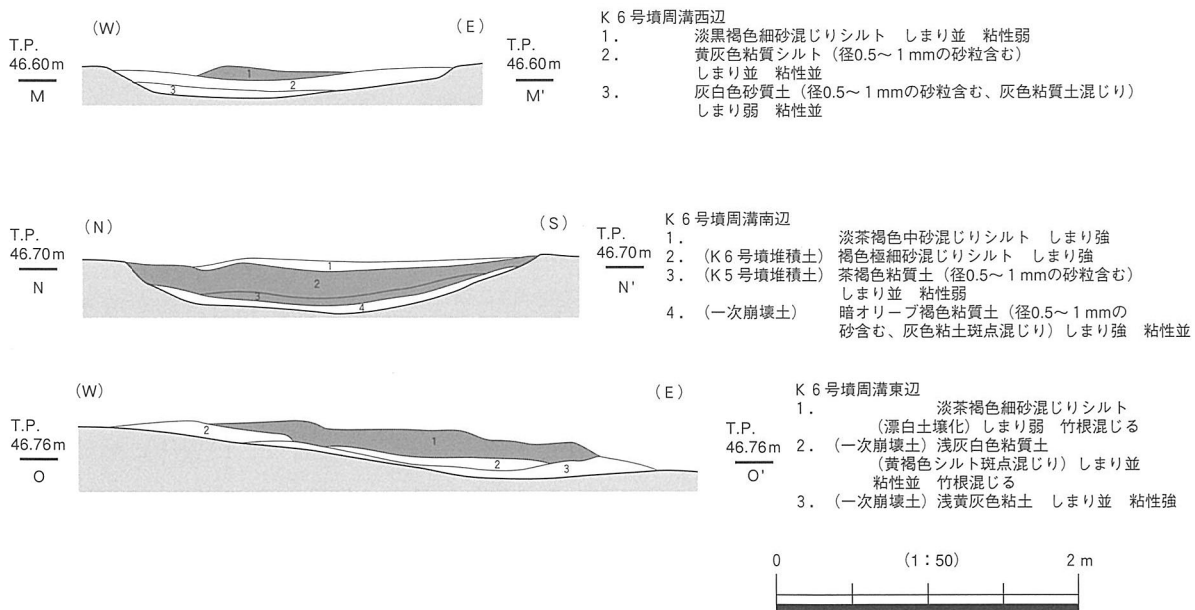 (W)
(E)
T.P.
46.60m
M
T.P.
46.60m
M'
1
2
3
K 6号墳周溝西辺
1. 淡黒褐色細砂混じりシルト しまり並 粘性弱
2. 黄灰色粘質シルト（径0.5～1mmの砂粒含む）
しまり並 粘性並
3. 灰白色砂質土（径0.5～1mmの砂粒含む、灰色粘質土混じり）
しまり弱 粘性並
(N)
(S)
T.P.
46.70m
N
T.P.
46.70m
N'
1
2
3
4
K 6号墳周溝南辺
1. 淡茶褐色中砂混じりシルト しまり強
2.（K6号墳堆積土）褐色極細砂混じりシルト しまり強
3.（K5号墳堆積土）茶褐色粘質土（径0.5～1mmの砂粒含む）
しまり並 粘性弱
4.（一次崩壊土） 暗オリーブ褐色粘質土（径0.5～1mmの
砂含む、灰色粘土斑点混じり）しまり強 粘性並
(W)
(E)
T.P.
46.76m
O
T.P.
46.76m
O'
2
1
2
3
K 6号墳周溝東辺
1. 淡茶褐色細砂混じりシルト
（漂白土壌化）しまり弱 竹根混じる
2.（一次崩壊土）浅灰白色粘質土
（黄褐色シルト斑点混じり）しまり並
粘性並 竹根混じる
3.（一次崩壊土）浅黄灰色粘土 しまり並 粘性強
0 (1：50) 2 m